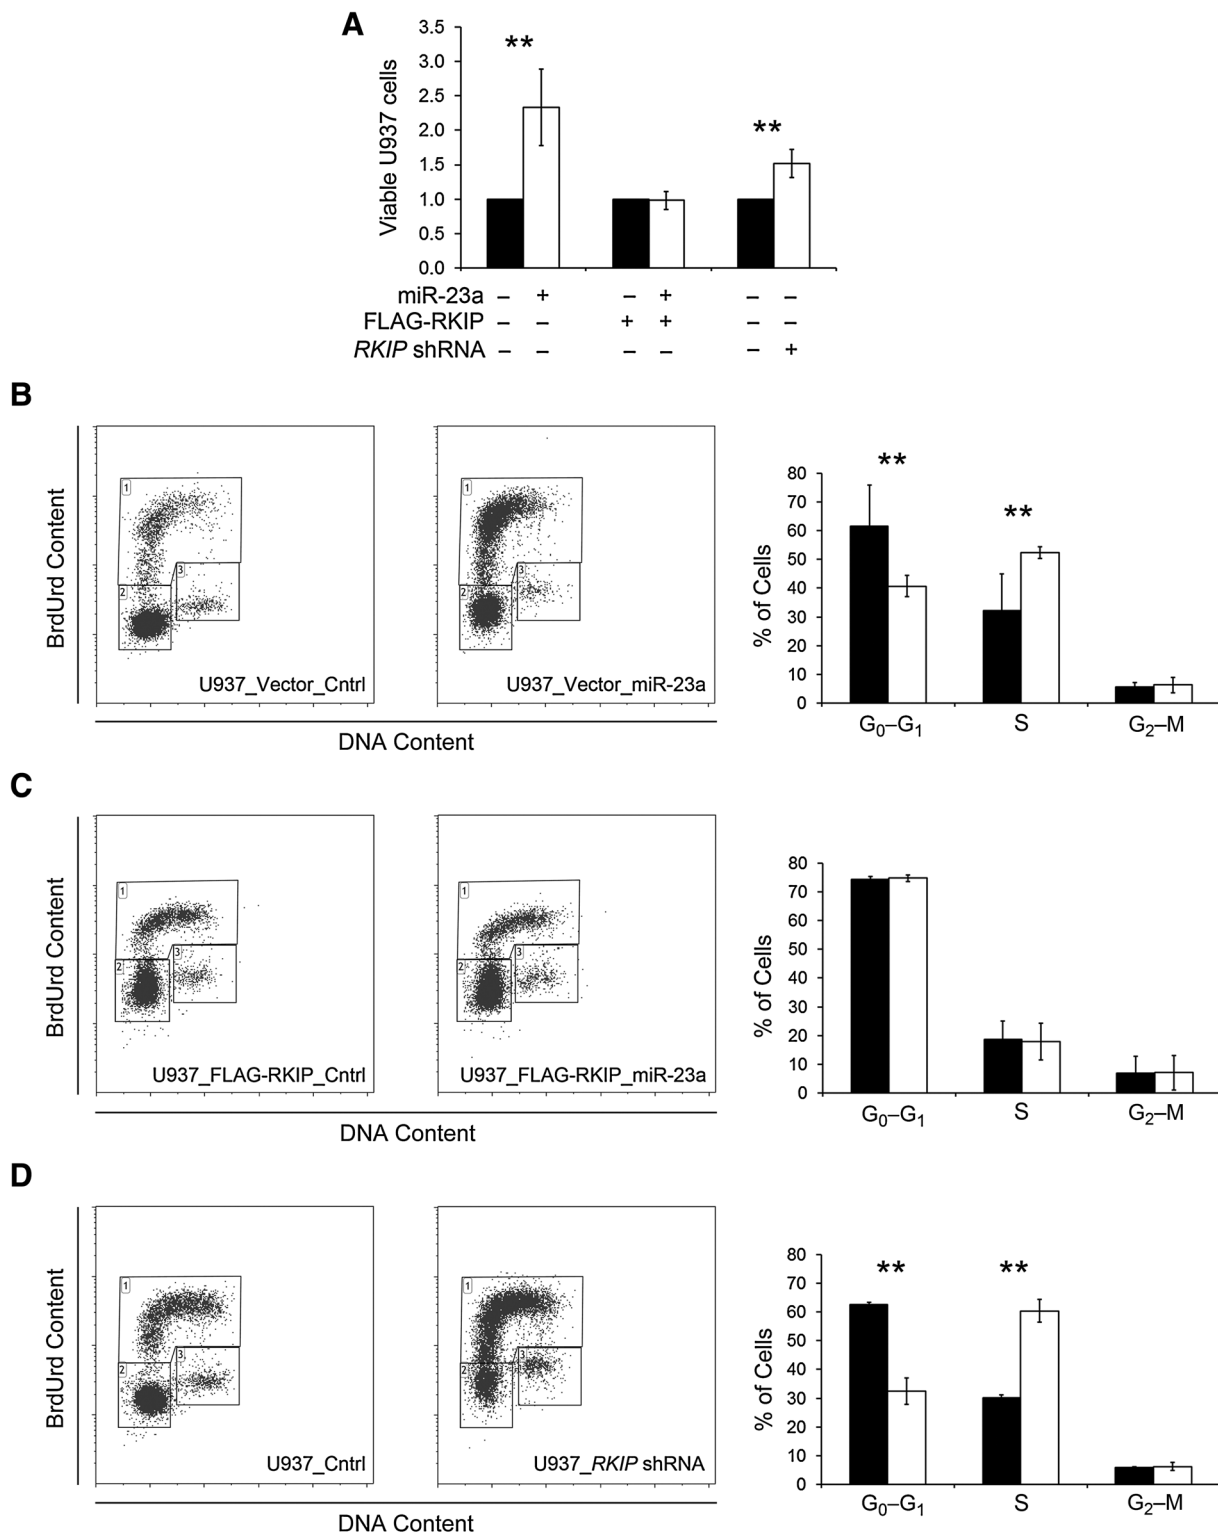 A
3.5
3.0
2.5
2.0
1.5
1.0
0.5
0.0
Viable U937 cells
**
**
miR-23a – + – + – –
FLAG-RKIP – – + + – –
RKIP shRNA – – – – – +
B
BrdUrd Content
1
2
3
U937_Vector_Cntrl
1
2
3
U937_Vector_miR-23a
DNA Content
% of Cells
80
70
60
50
40
30
20
10
0
**
**
G0–G1 S G2–M
C
BrdUrd Content
1
2
3
U937_FLAG-RKIP_Cntrl
1
2
3
U937_FLAG-RKIP_miR-23a
DNA Content
% of Cells
80
70
60
50
40
30
20
10
0
G0–G1 S G2–M
D
BrdUrd Content
1
2
3
U937_Cntrl
1
2
3
U937_RKIP shRNA
DNA Content
% of Cells
80
70
60
50
40
30
20
10
0
** **
G0–G1 S G2–M